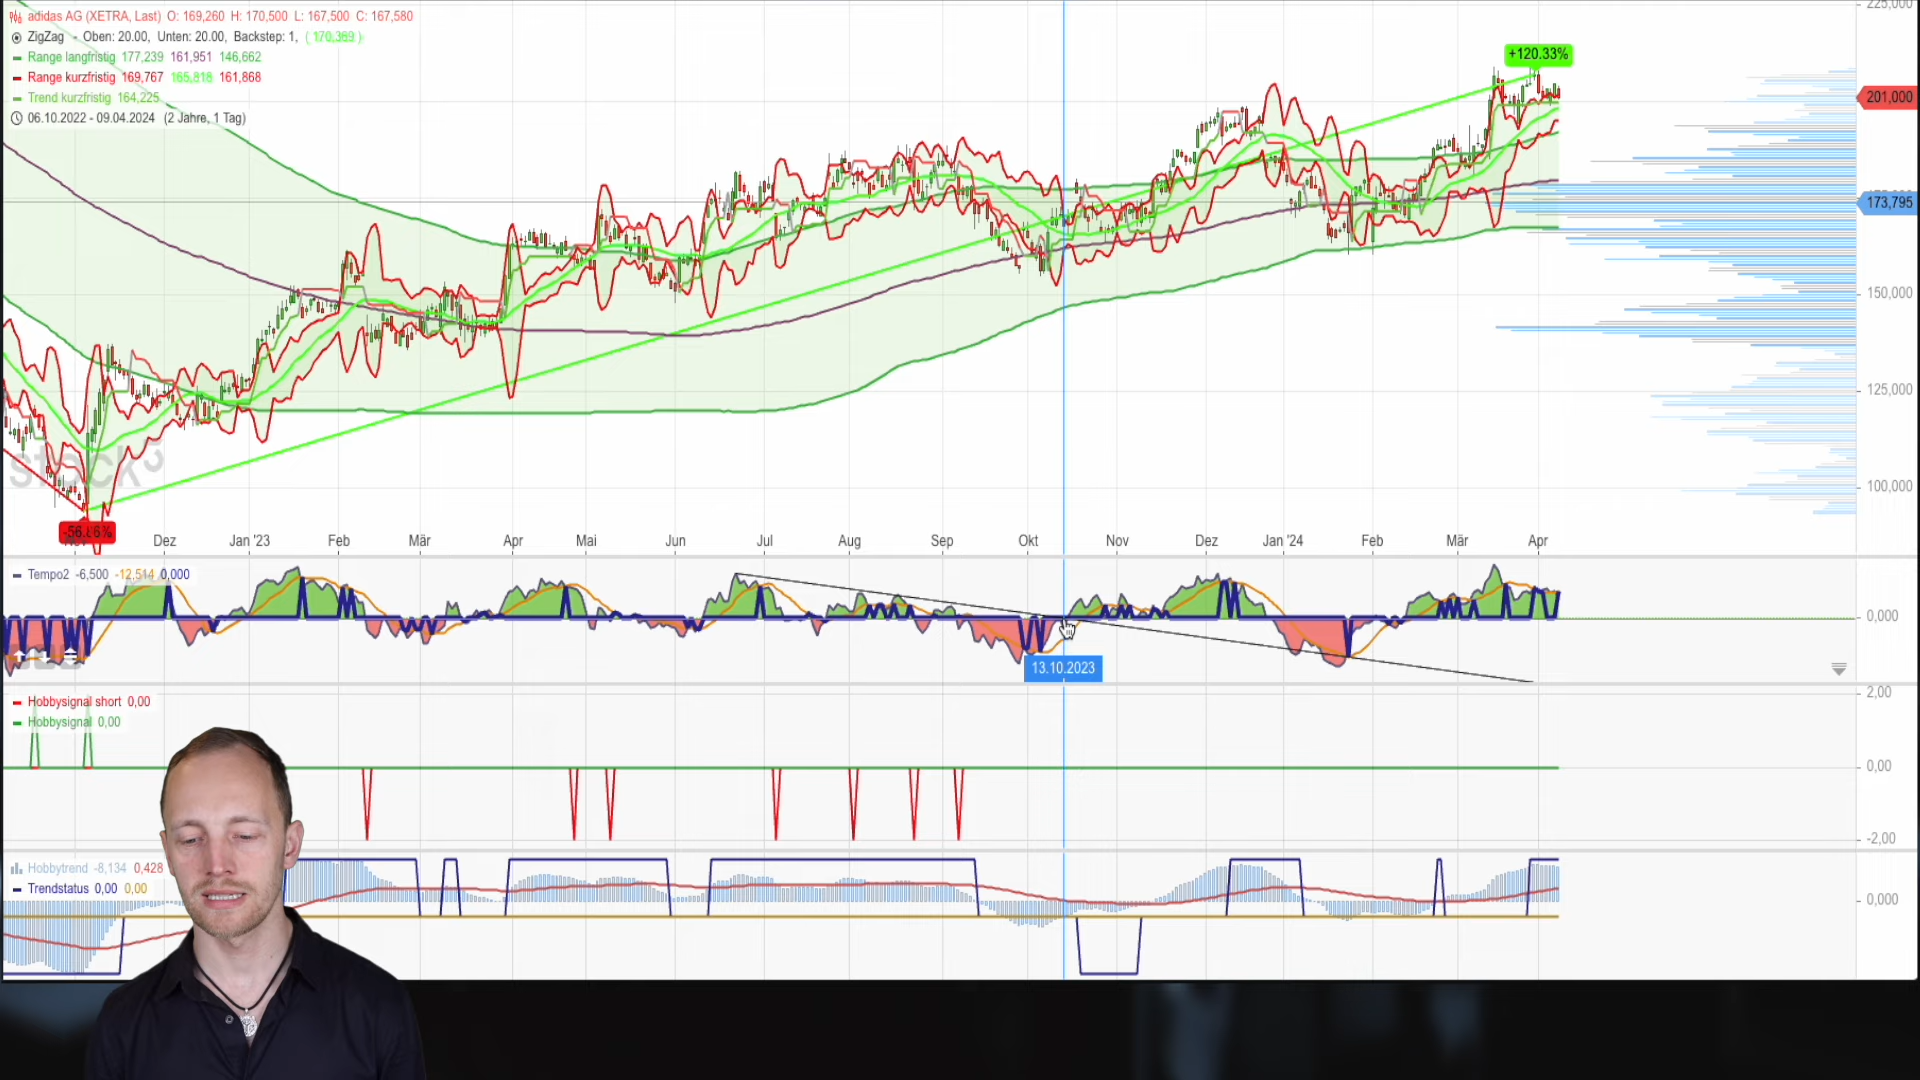 adidas AG (XETRA, Last) O: 169,260 H: 170,500 L: 167,500 C: 167,580
ZigZag - Oben: 20.00, Unten: 20.00, Backstep: 1, ( 170,369 )
Range langfristig 177,239 161,951 146,662
Range kurzfristig 169,767 165,818 161,868
Trend kurzfristig 164,225
06.10.2022 - 09.04.2024 (2 Jahre, 1 Tag)
+120.33%
225,000
201,000
173,795
150,000
125,000
100,000
stock3
-56.86%
Dez Jan '23 Feb Mär Apr Mai Jun Jul Aug Sep Okt Nov Dez Jan '24 Feb Mär Apr
Tempo2 -6,500 -12,514 0,000
0,000
13.10.2023
Hobbysignal short 0,00
Hobbysignal 0,00
2,00
0,00
-2,00
Hobbytrend -8,134 0,428
Trendstatus 0,00 0,00
0,000